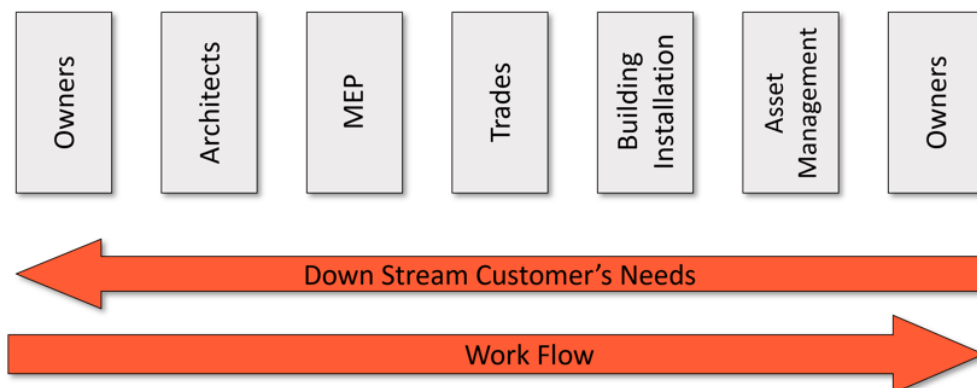 Owners
Architects
MEP
Trades
Building
Installation
Asset
Management
Owners
Down Stream Customer's Needs
Work Flow